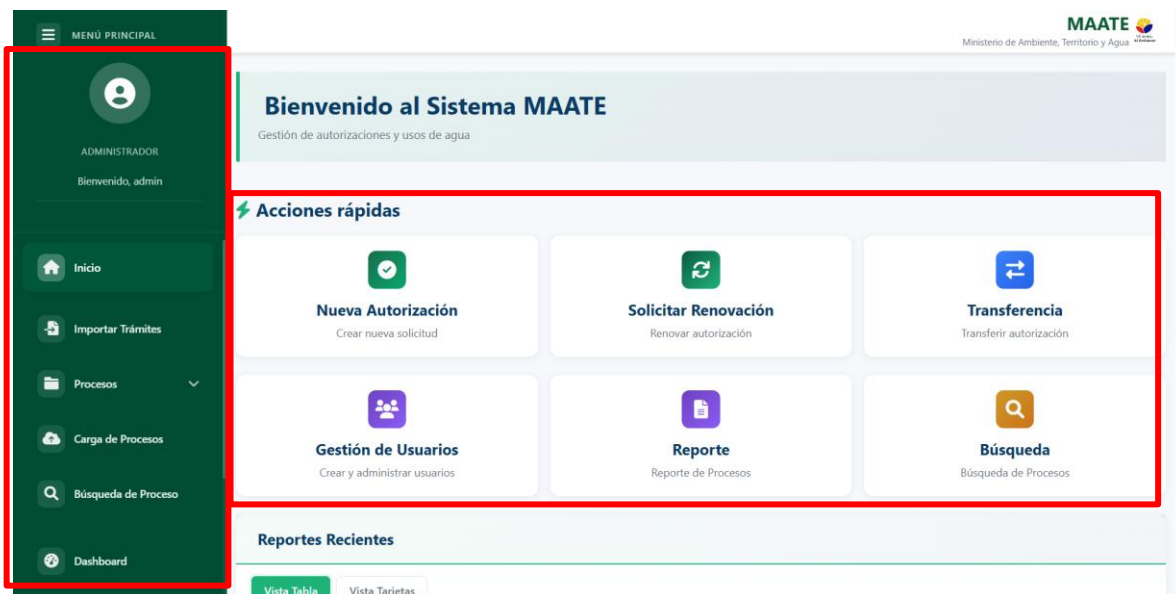 MENÚ PRINCIPAL
ADMINISTRADOR
Bienvenido, admin
Inicio
Importar Trámites
Procesos
Carga de Procesos
Búsqueda de Proceso
Dashboard
MAATE
Ministerio de Ambiente, Territorio y Agua
Bienvenido al Sistema MAATE
Gestión de autorizaciones y usos de agua
Acciones rápidas
Nueva Autorización
Crear nueva solicitud
Solicitar Renovación
Renovar autorización
Transferencia
Transferir autorización
Gestión de Usuarios
Crear y administrar usuarios
Reporte
Reporte de Procesos
Búsqueda
Búsqueda de Procesos
Reportes Recientes
Vista Tabla
Vista Tarjetas